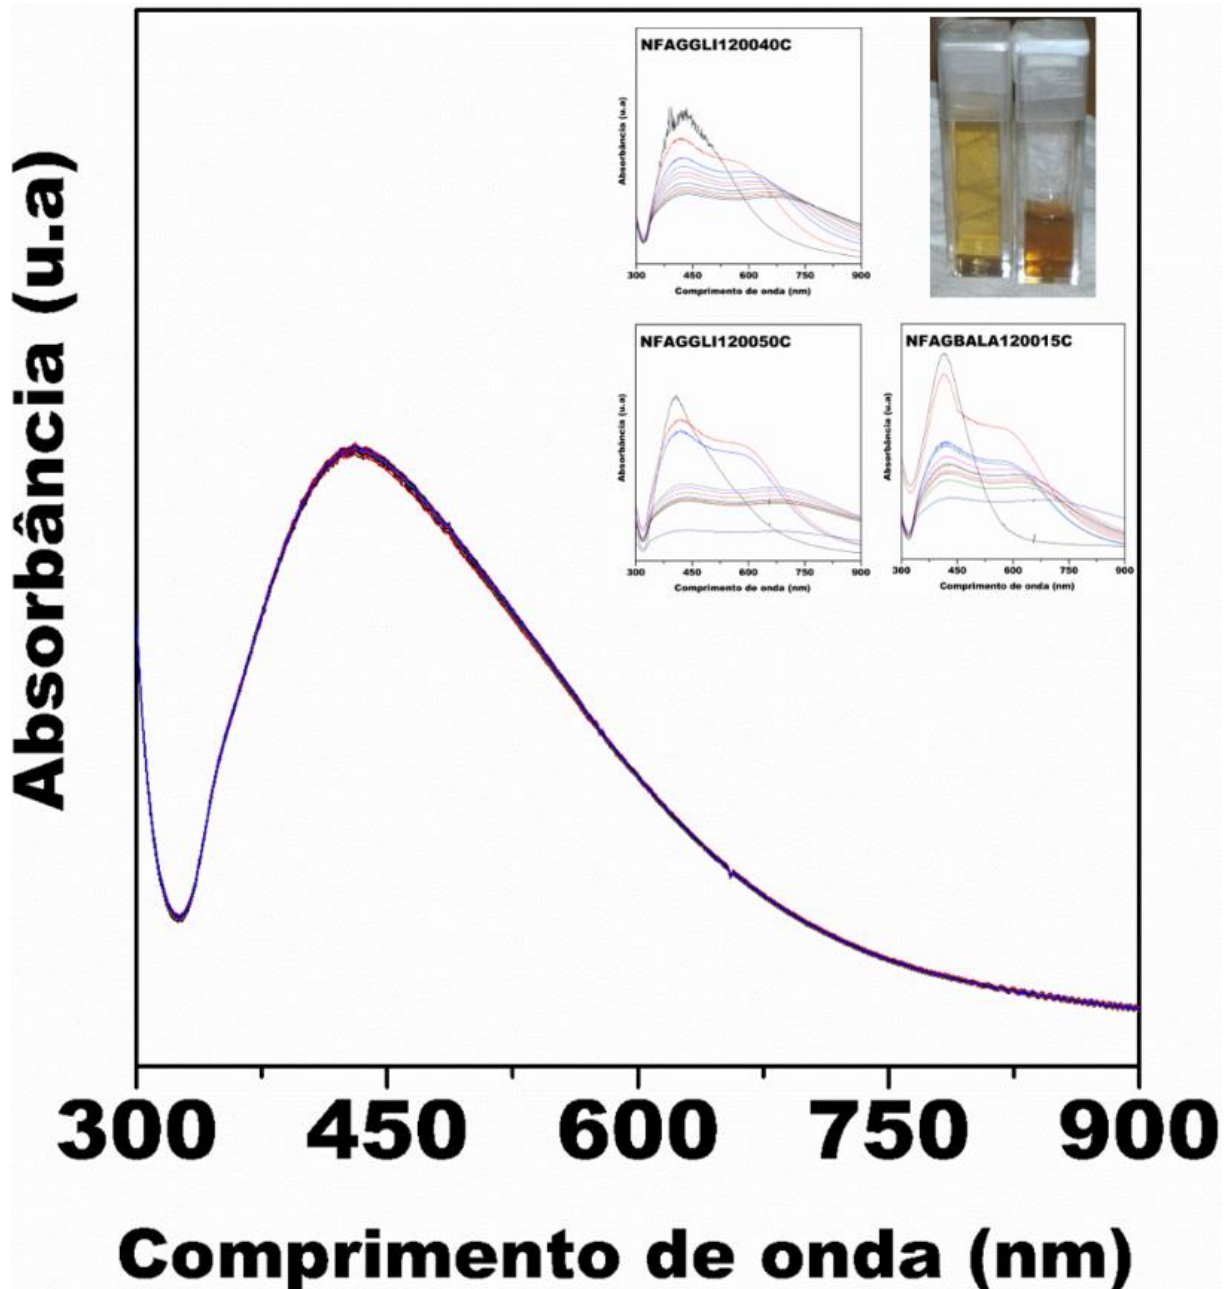 Absorbância (u.a)
NFAGGLI120040C
Absorbância (u.a)
300 450 600 750 900
Comprimento de onda (nm)
NFAGGLI120050C
Absorbância (u.a)
300 450 600 750 900
Comprimento de onda (nm)
NFAGBALA120015C
Absorbância (u.a)
300 450 600 750 900
Comprimento de onda (nm)
300 450 600 750 900
Comprimento de onda (nm)